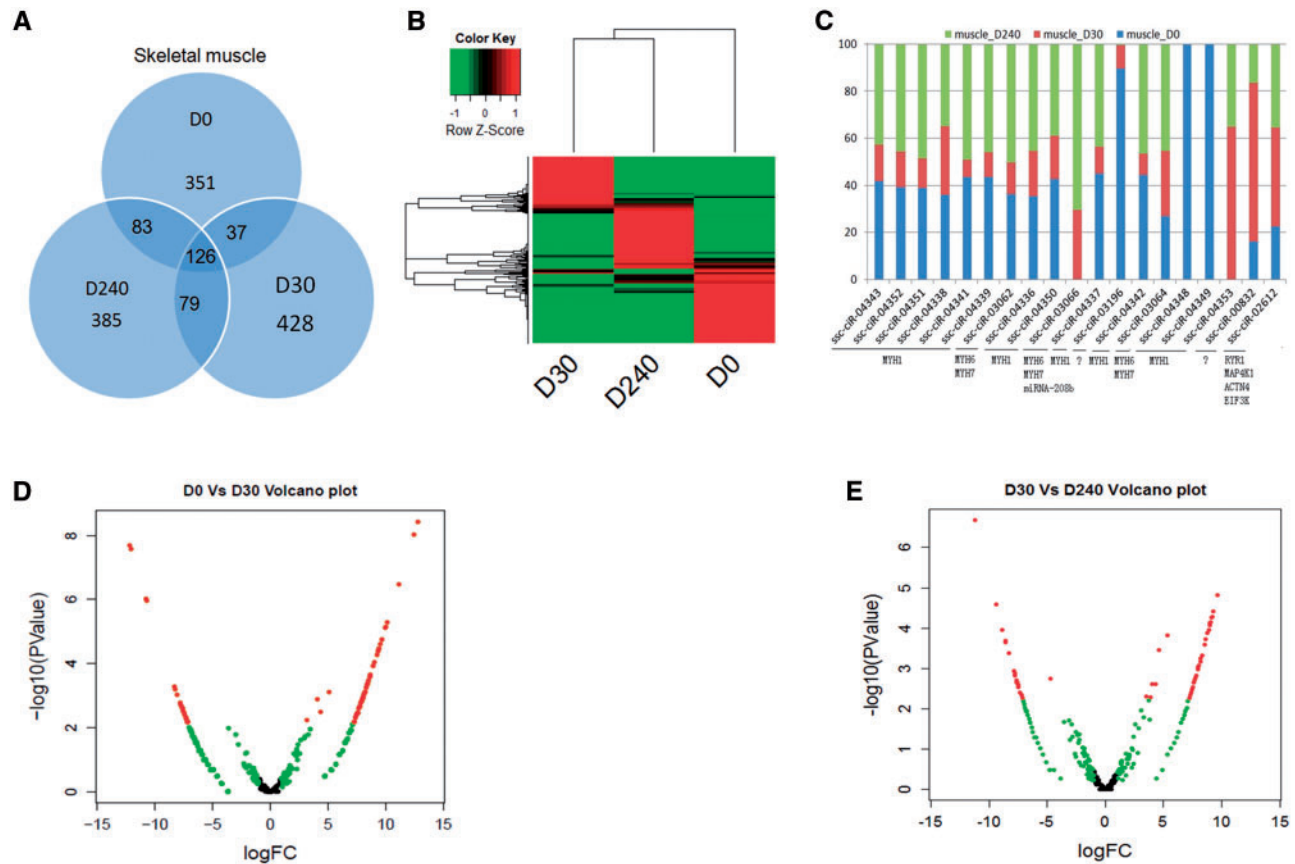 A
Skeletal muscle
D0
351
83
37
126
D240
385
79
D30
428
B
Color Key
-1 0 1
Row Z-Score
D30 D240 D0
C
muscle_D240 muscle_D30 muscle_D0
100
80
60
40
20
0
ssc-ciR-04343
ssc-ciR-04352
ssc-ciR-04351
ssc-ciR-04338
ssc-ciR-04341
ssc-ciR-04339
ssc-ciR-03062
ssc-ciR-04336
ssc-ciR-04350
ssc-ciR-03066
ssc-ciR-04337
ssc-ciR-03196
ssc-ciR-04342
ssc-ciR-03064
ssc-ciR-04348
ssc-ciR-04349
ssc-ciR-04353
ssc-ciR-00832
ssc-ciR-02612
MYH1 MYH6 MYH1 MYH6 MYH1 ? MYH1 MYH6 MYH1 ? RYR1
MYH7 MYH7 MYH7 MAP4K1
miRNA-208b ACTN4
EIF3K
D
D0 Vs D30 Volcano plot
-log10(PValue)
8
6
4
2
0
-15 -10 -5 0 5 10 15
logFC
E
D30 Vs D240 Volcano plot
-log10(PValue)
6
5
4
3
2
1
0
-15 -10 -5 0 5 10 15
logFC